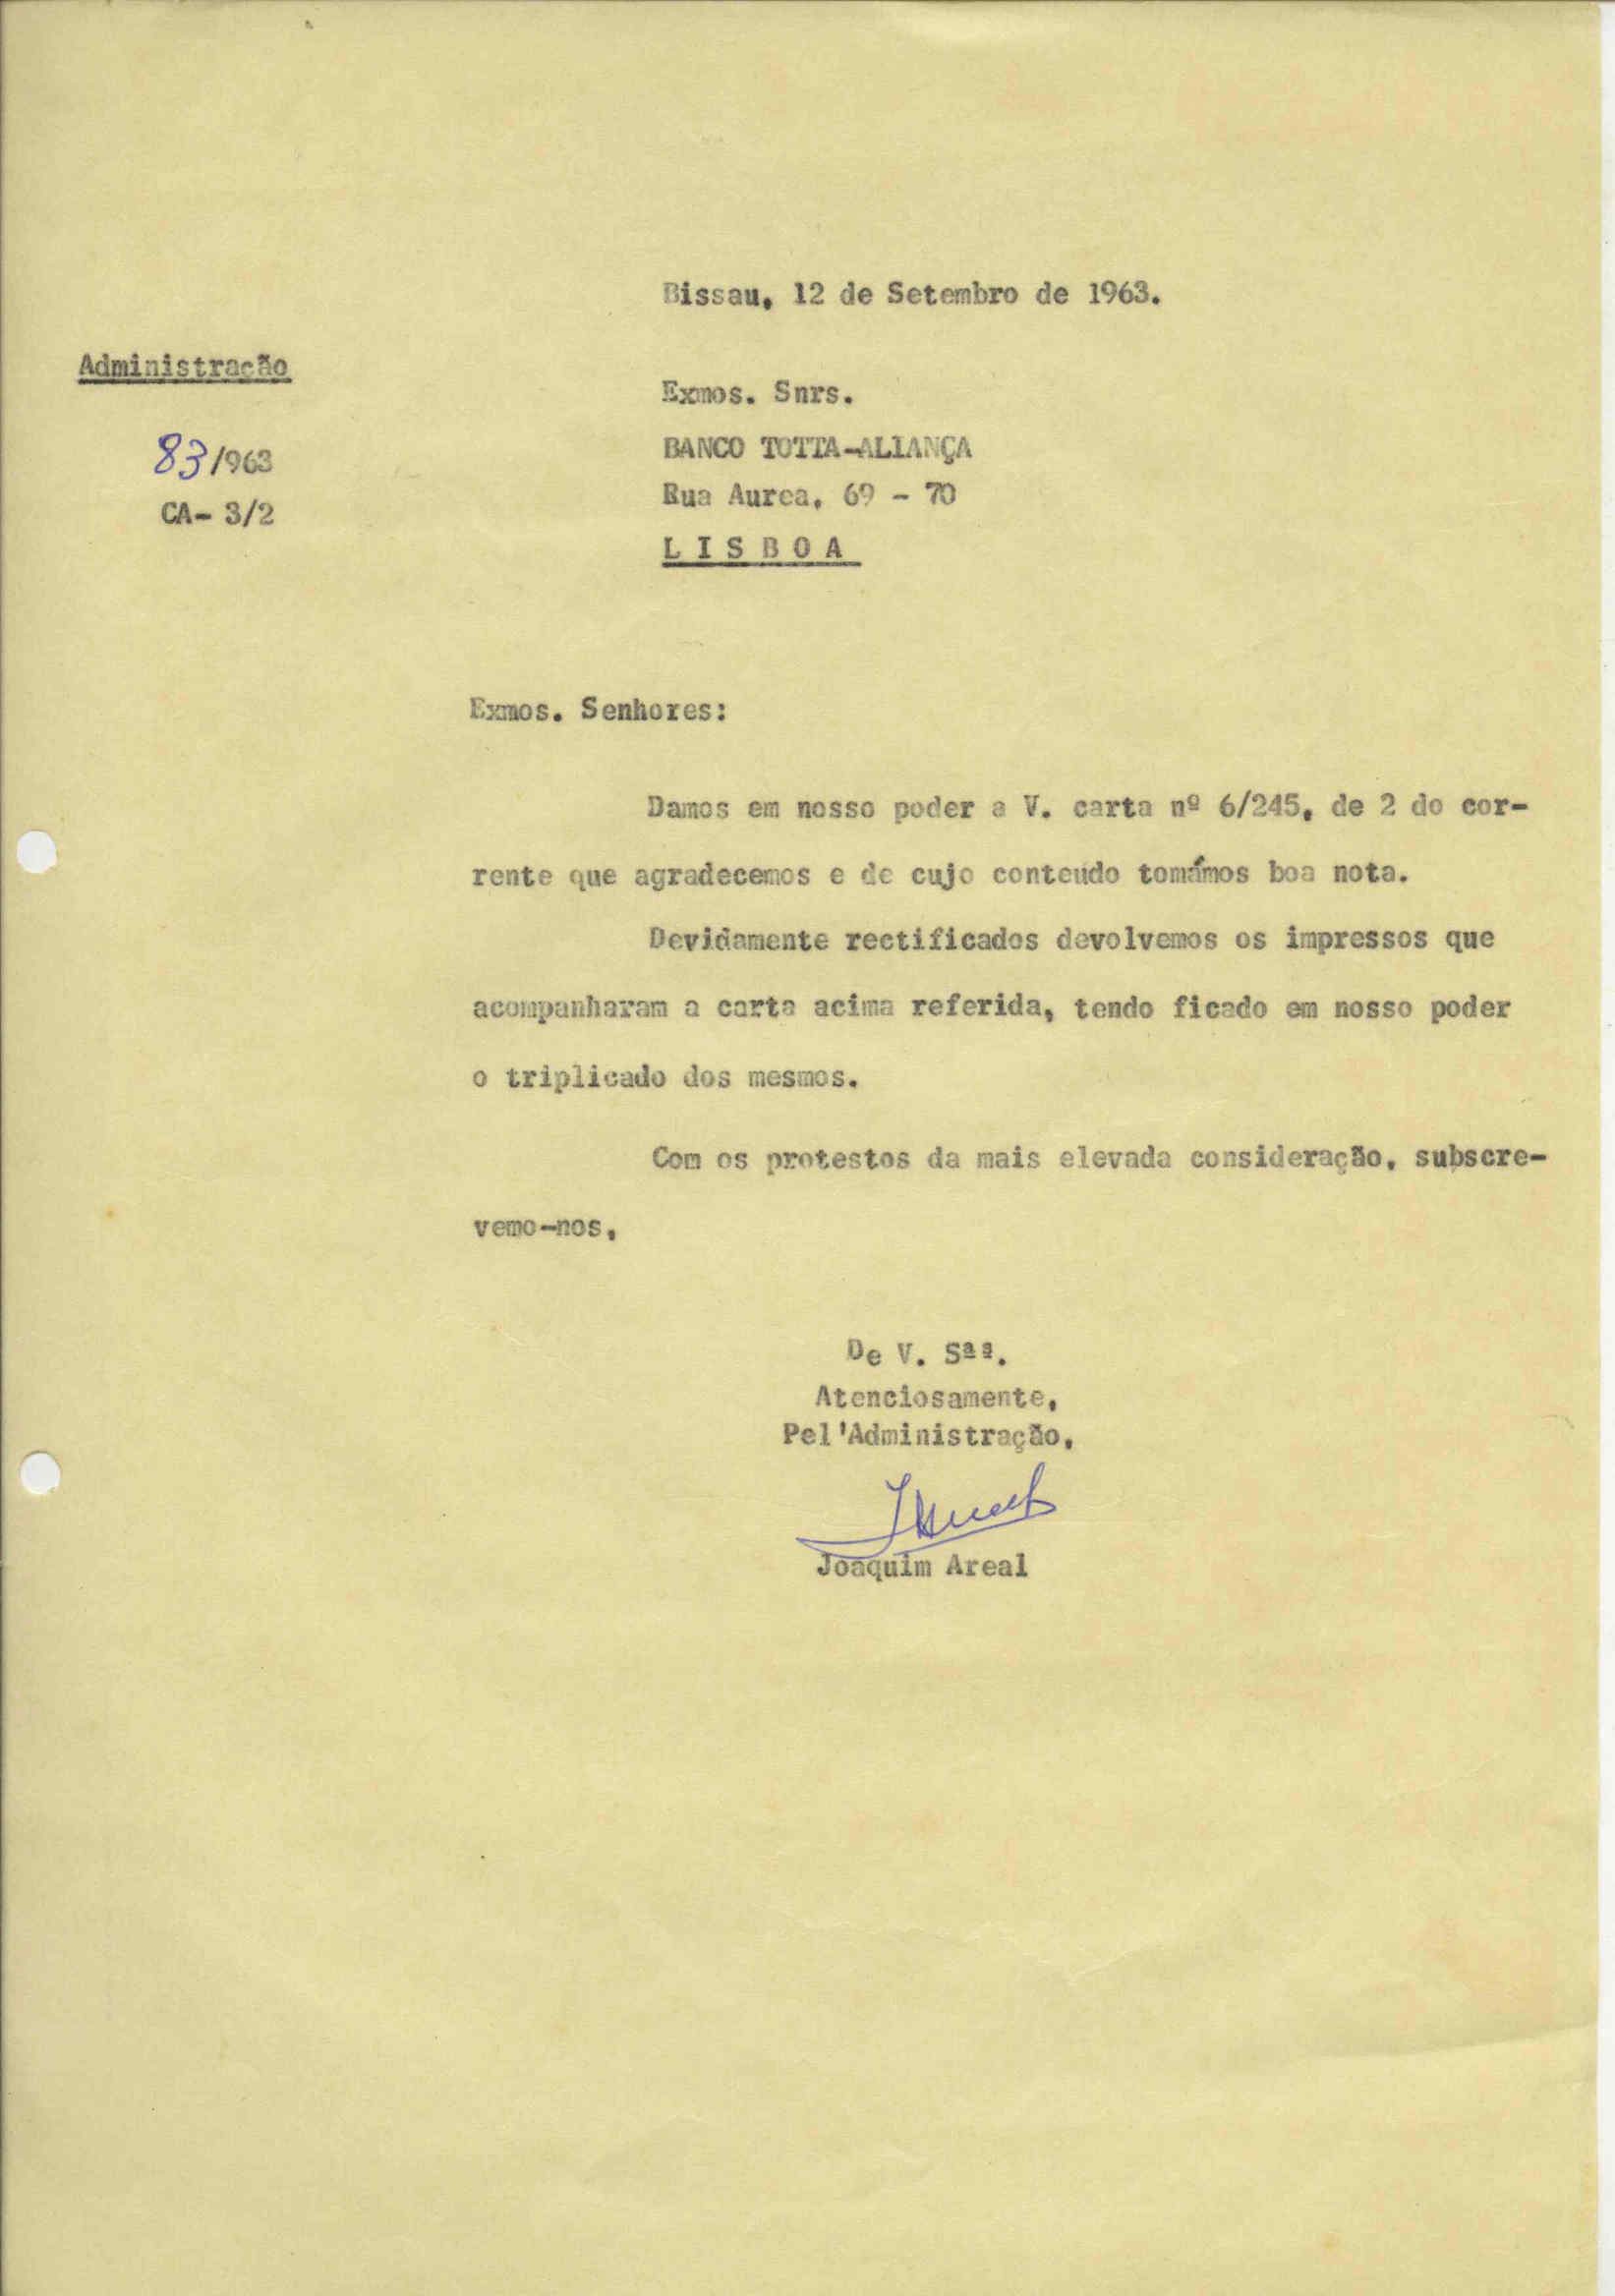 Bissau, 12 de Setembro de 1963.
Administração
83/963
CA- 3/2
Exmos. Snrs.
BANCO TOTTA-ALIANÇA
Rua Aurea, 69 - 70
LISBOA
Exmos. Senhores:
Damos em nosso poder a V. carta nº 6/245, de 2 do cor-
rente que agradecemos e de cujo conteudo tomámos boa nota.
Devidamente rectificados devolvemos os impressos que
acompanharam a carta acima referida, tendo ficado em nosso poder
o triplicado dos mesmos.
Com os protestos da mais elevada consideração, subscre-
vemo-nos,
De V. Sªª.
Atenciosamente,
Pel'Administração,
Joaquim Areal